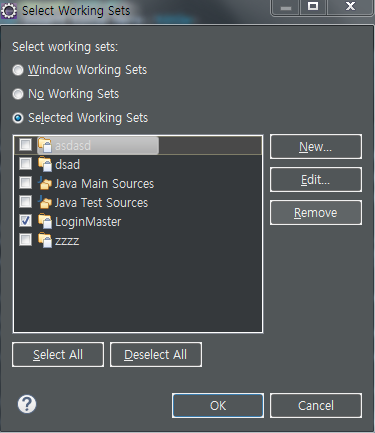 Select Working Sets
Select working sets:
Window Working Sets
No Working Sets
Selected Working Sets
asdasd
dsad
Java Main Sources
Java Test Sources
LoginMaster
zzzz
New...
Edit...
Remove
Select All
Deselect All
?
OK
Cancel